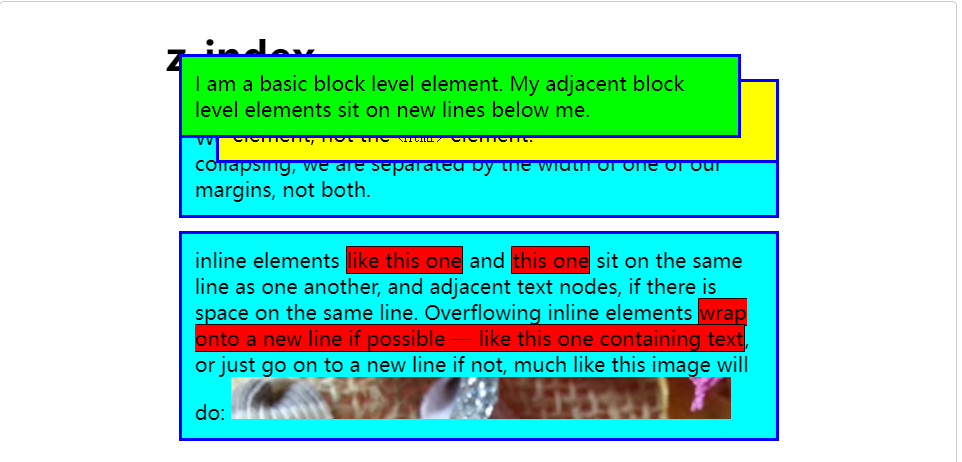 z-index
I am a basic block level element. My adjacent block
level elements sit on new lines below me.
element, not the <html> element.
collapsing, we are separated by the width of one of our
margins, not both.
inline elements like this one and this one sit on the same
line as one another, and adjacent text nodes, if there is
space on the same line. Overflowing inline elements wrap
onto a new line if possible — like this one containing text,
or just go on to a new line if not, much like this image will
do: